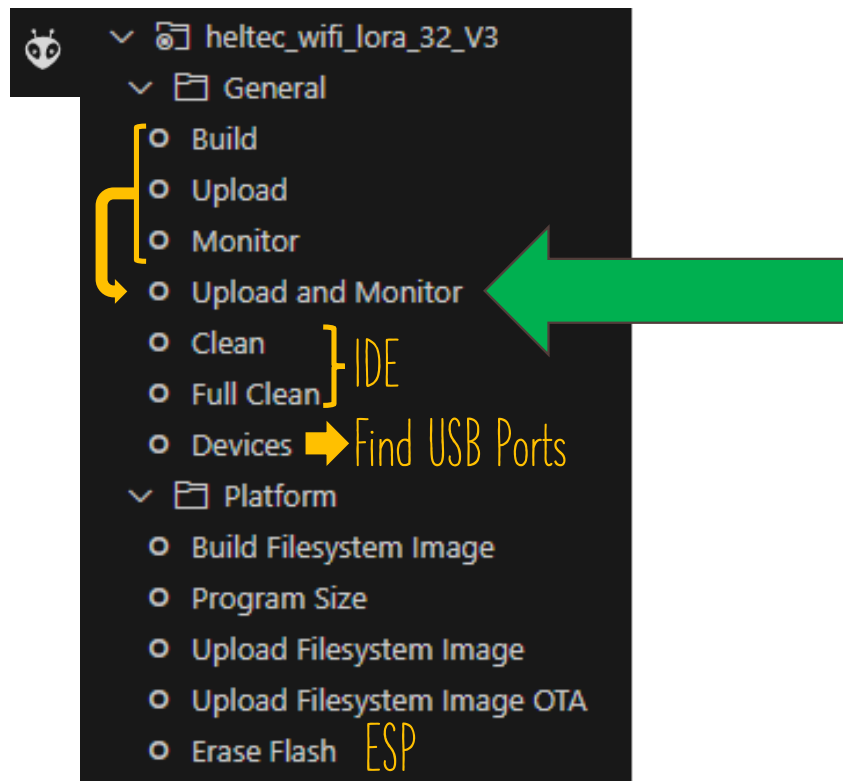 heltec_wifi_lora_32_V3
General
Build
Upload
Monitor
Upload and Monitor
Clean
IDE
Full Clean
Devices Find USB Ports
Platform
Build Filesystem Image
Program Size
Upload Filesystem Image
Upload Filesystem Image OTA
Erase Flash ESP